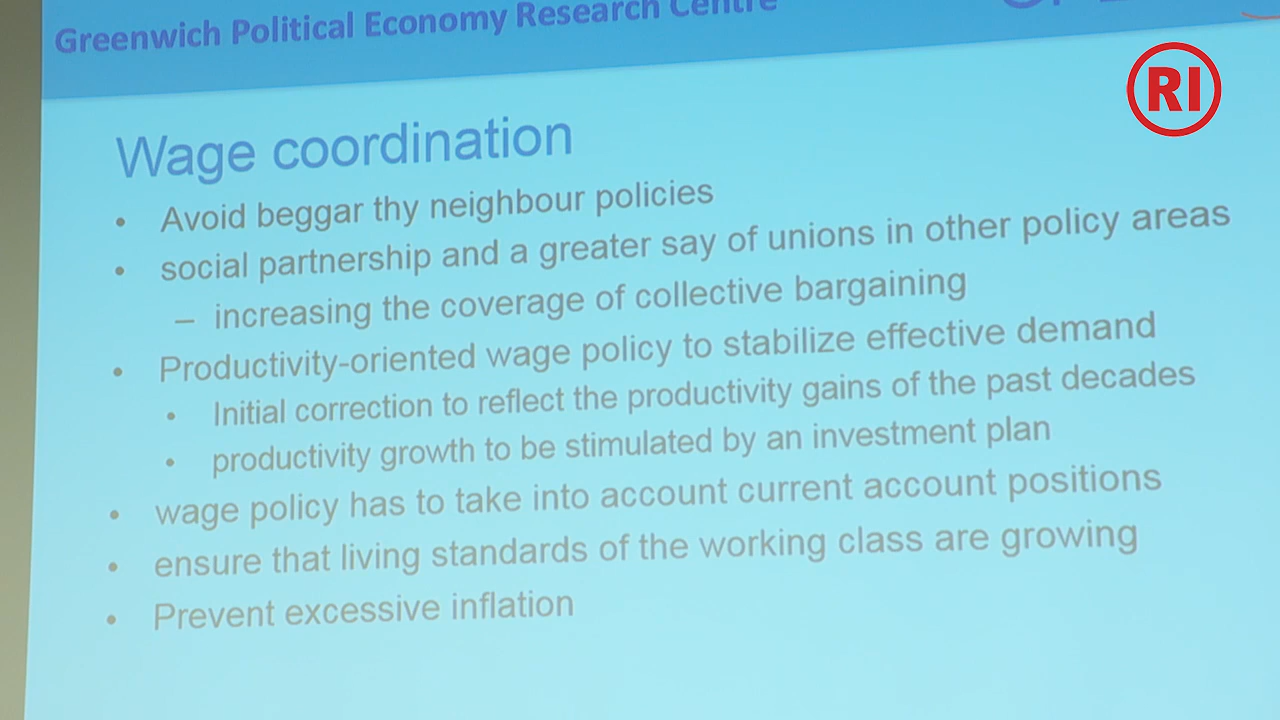 Greenwich Political Economy Research Centre
RI
Wage coordination
• Avoid beggar thy neighbour policies
• social partnership and a greater say of unions in other policy areas
– increasing the coverage of collective bargaining
• Productivity-oriented wage policy to stabilize effective demand
• Initial correction to reflect the productivity gains of the past decades
• productivity growth to be stimulated by an investment plan
• wage policy has to take into account current account positions
• ensure that living standards of the working class are growing
• Prevent excessive inflation